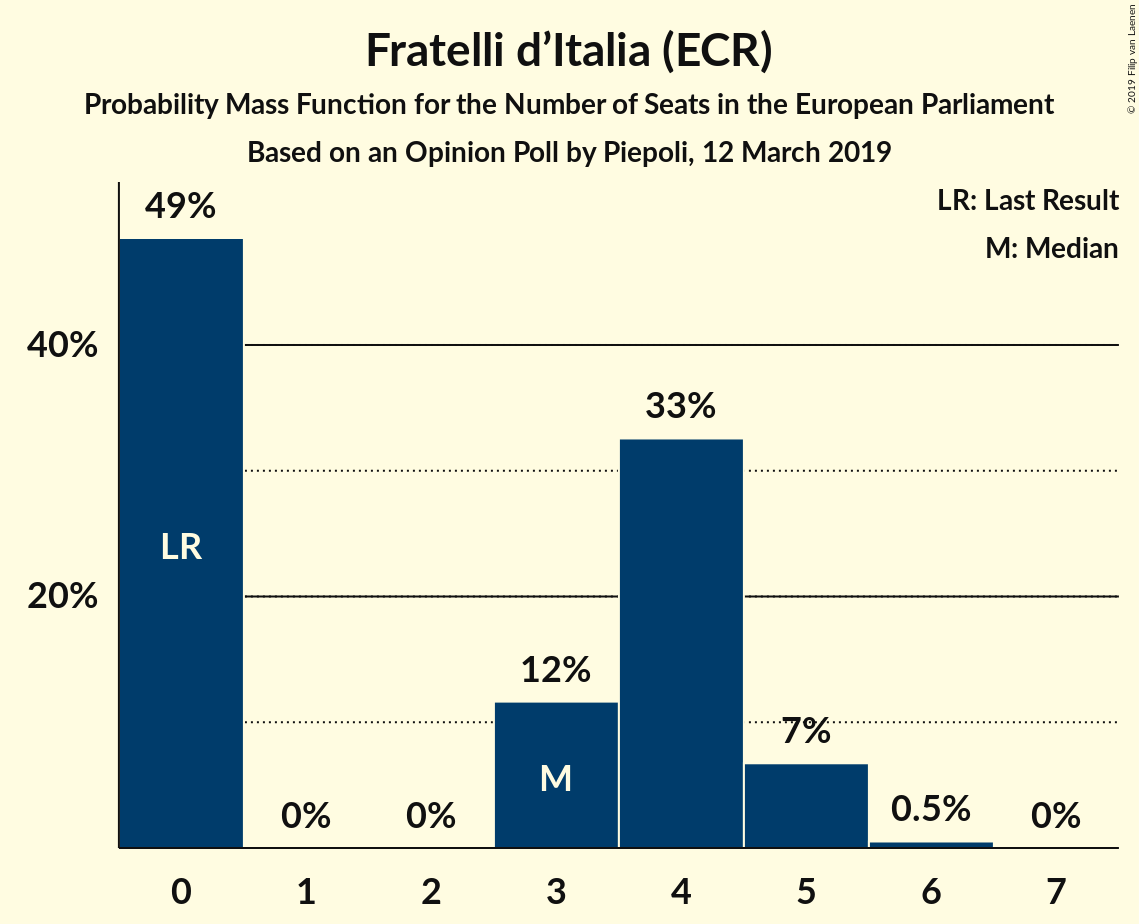 Fratelli d’Italia (ECR)
Probability Mass Function for the Number of Seats in the European Parliament
Based on an Opinion Poll by Piepoli, 12 March 2019
© 2019 Filip van Laenen
LR: Last Result
M: Median
49%
40%
33%
LR
20%
12%
7%
M
0%
0%
0.5%
0%
0 1 2 3 4 5 6 7